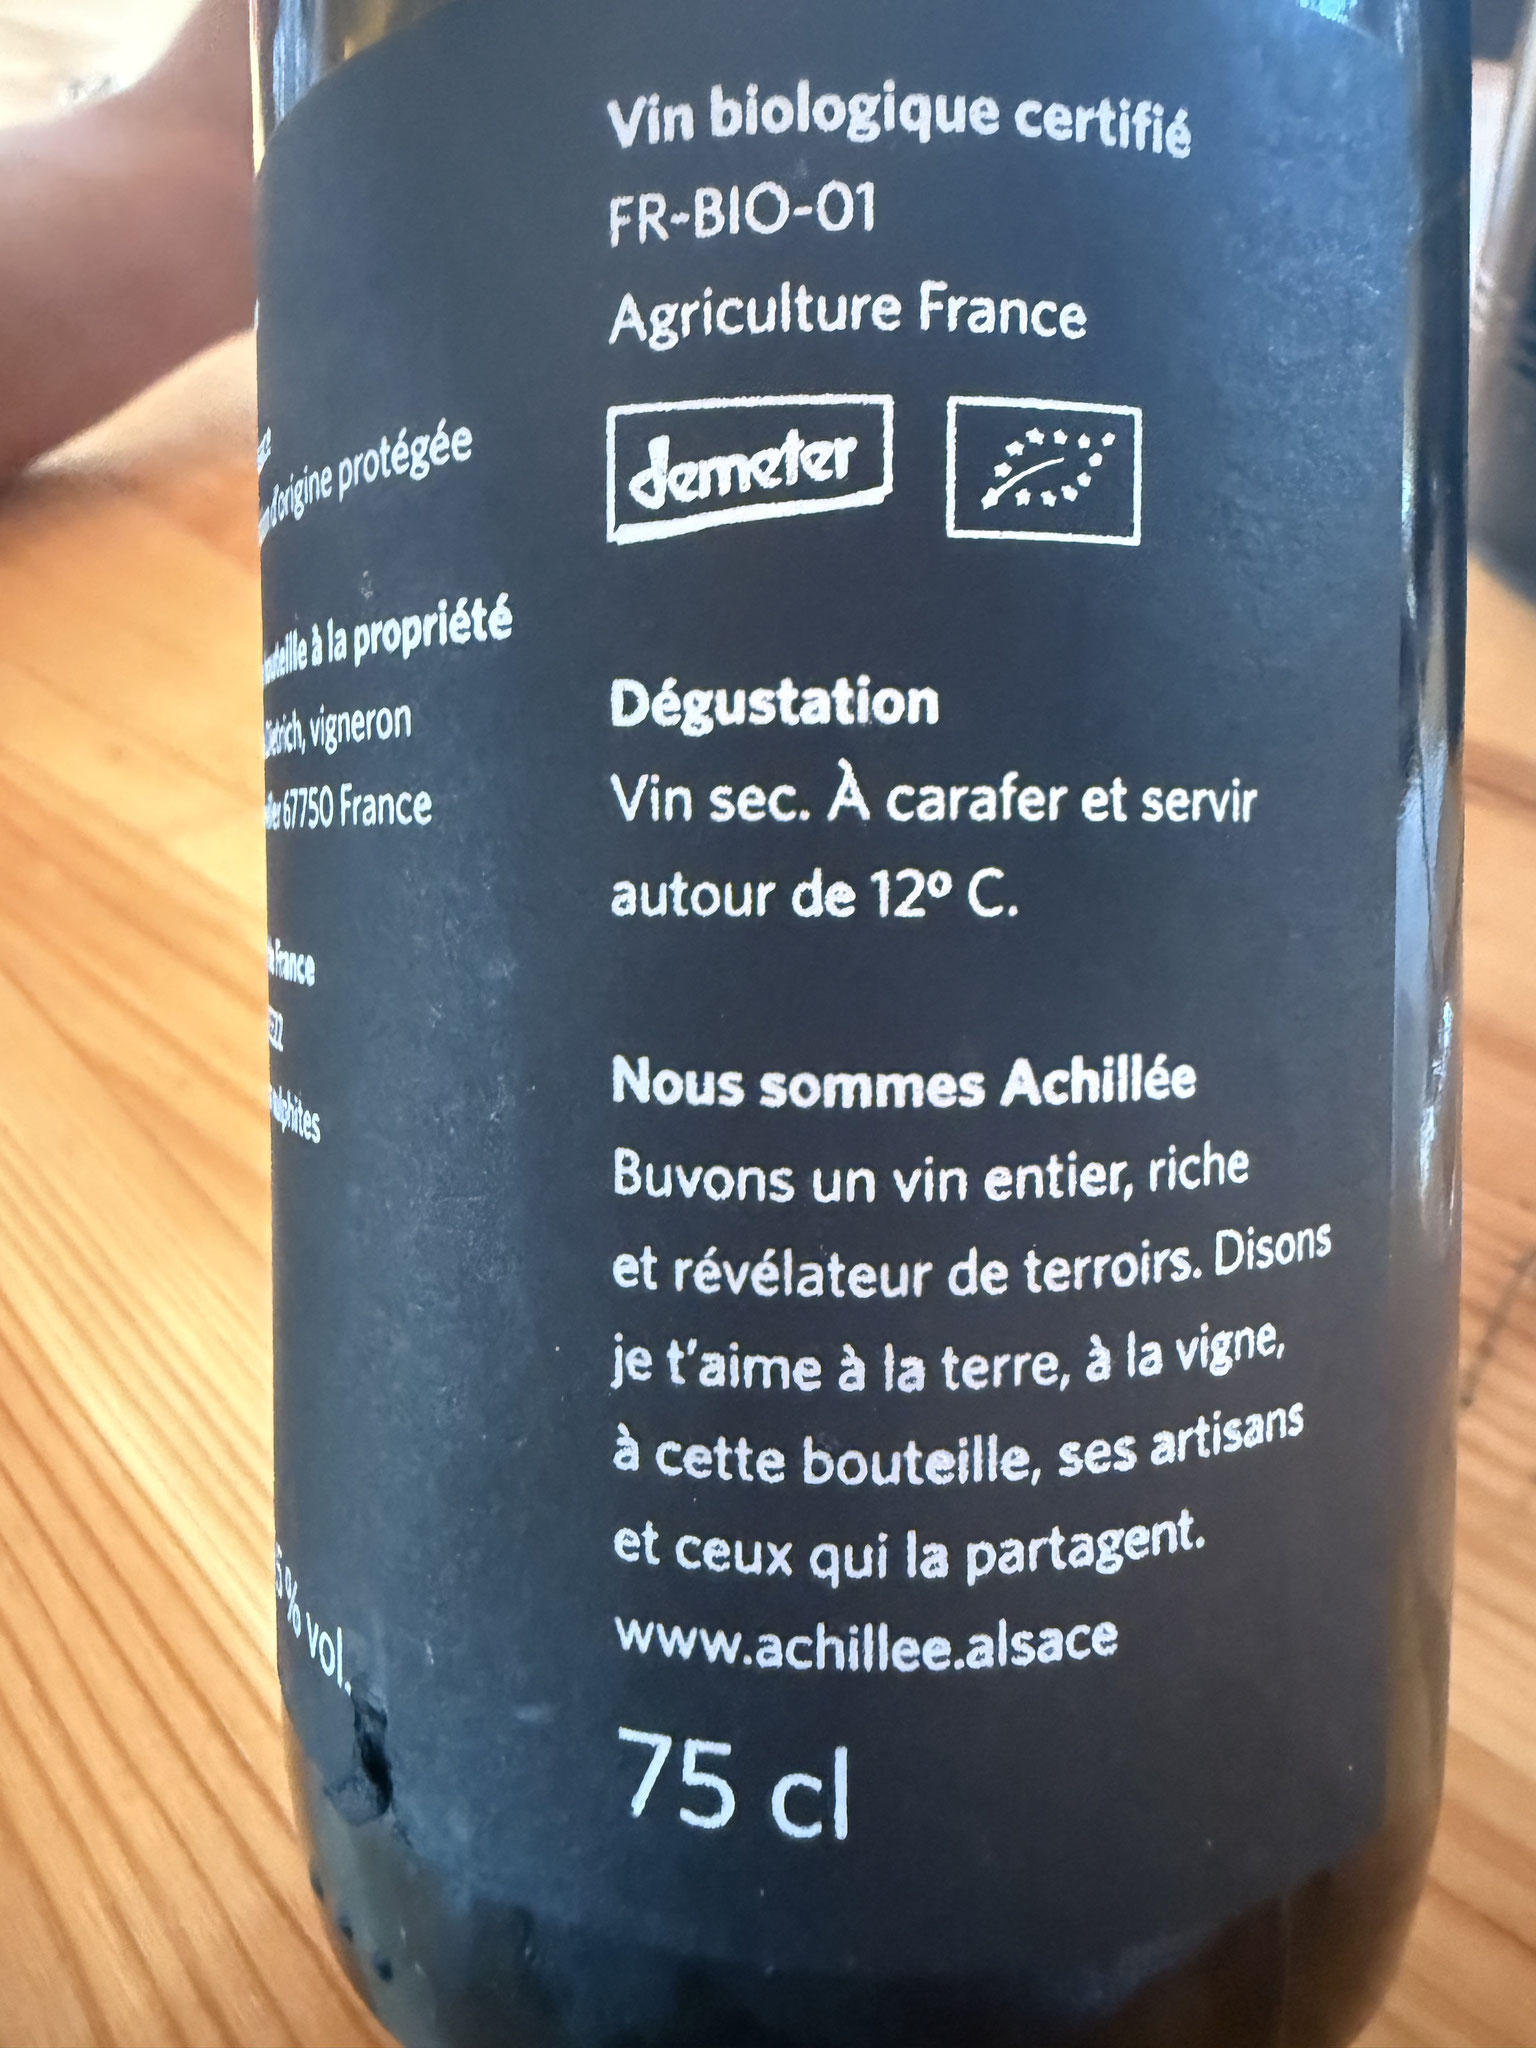 d'origine protégée
à la propriété
Dietrich, vigneron
67750 France
France
sulphites
5 % vol.
Vin biologique certifié
FR-BIO-01
Agriculture France
demeter
Dégustation
Vin sec. À carafer et servir
autour de 12º C.
Nous sommes Achillée
Buvons un vin entier, riche
et révélateur de terroirs. Disons
je t'aime à la terre, à la vigne,
à cette bouteille, ses artisans
et ceux qui la partagent.
www.achillee.alsace
75 cl